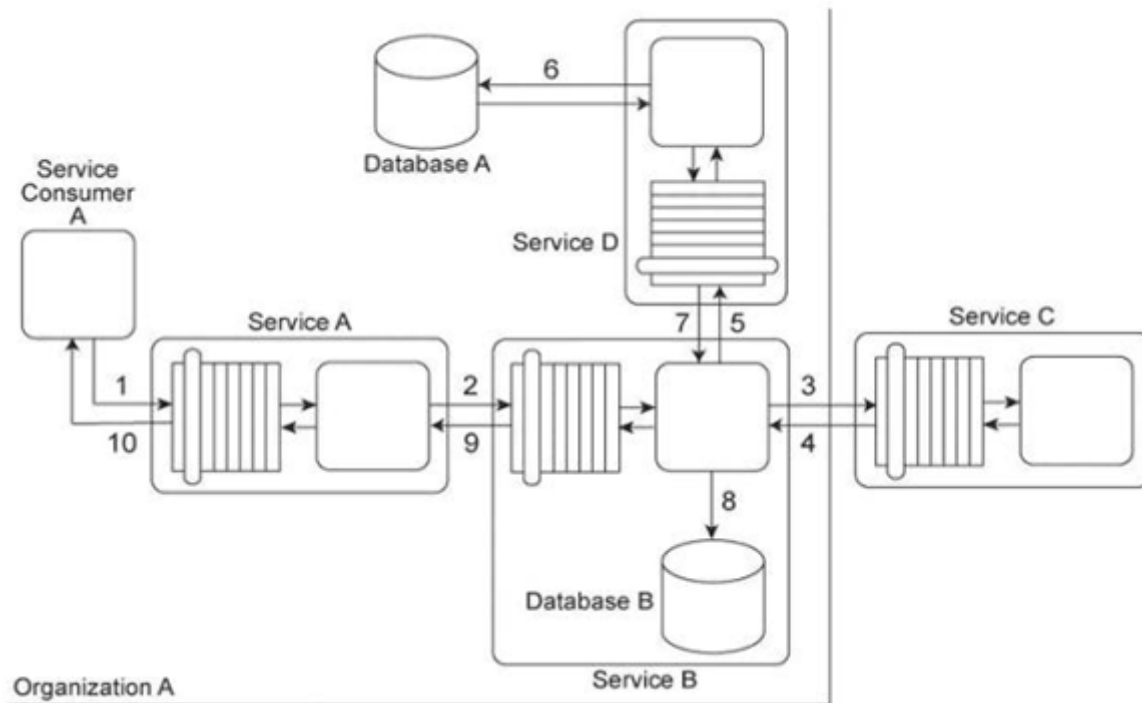 6
Database A
Service
Consumer
A
Service D
Service A
7
5
Service C
1
2
3
10
9
4
8
Database B
Service B
Organization A